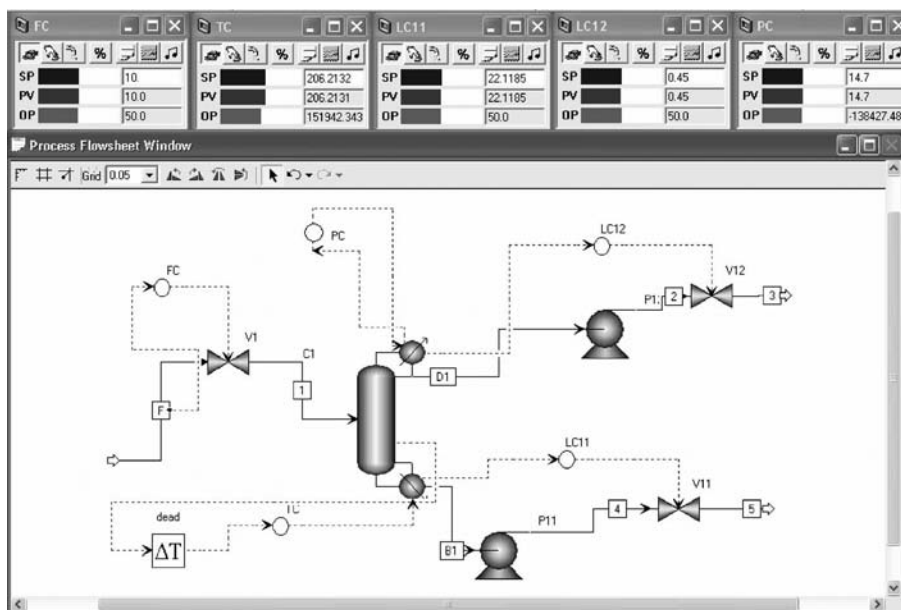 FC TC LC11 LC12 PC
% % % % %
SP 10. SP 206.2132 SP 22.1185 SP 0.45 SP 14.7
PV 10.0 PV 206.2131 PV 22.1185 PV 0.45 PV 14.7
OP 50.0 OP 151942.343 OP 50.0 OP 50.0 OP -138427.48
Process Flowsheet Window
Grid 0.05
PC
LC12
FC
V12
2
3
V1
C1
D1
1
F
LC11
V11
dead
TC
P11
4
5
ΔT
B1